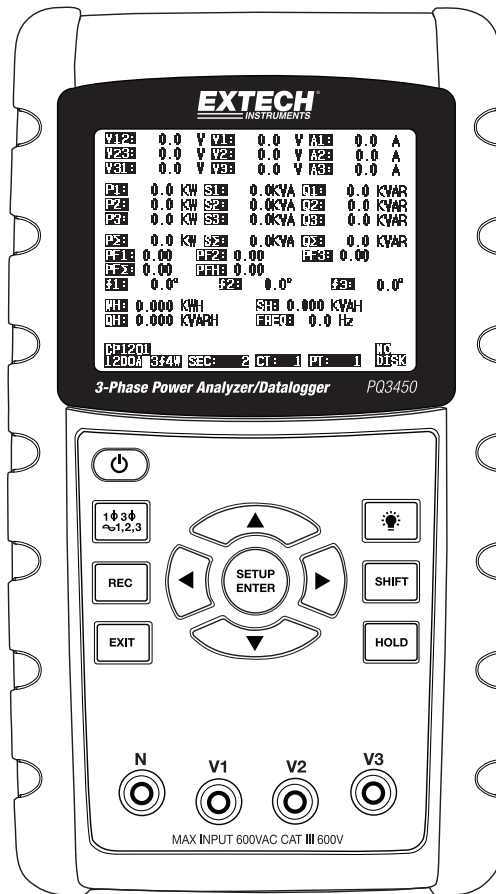 EXTECH®
INSTRUMENTS
V12: 0.0 V V1: 0.0 V A1: 0.0 A
V23: 0.0 V V2: 0.0 V A2: 0.0 A
V31: 0.0 V V3: 0.0 V A3: 0.0 A
P1: 0.0 KW S1: 0.0KVA Q1: 0.0 KVAR
P2: 0.0 KW S2: 0.0KVA Q2: 0.0 KVAR
P3: 0.0 KW S3: 0.0KVA Q3: 0.0 KVAR
PΣ: 0.0 KW SΣ: 0.0KVA QΣ: 0.0 KVAR
PF1: 0.00 PF2: 0.00 PF3: 0.00
PFΣ: 0.00 PFH: 0.00
ϕ1: 0.0° ϕ2: 0.0° ϕ3: 0.0°
WH: 0.000 KWH SH: 0.000 KVAH
QH: 0.000 KVARH FREQ: 0.0 Hz
CP1201 NO
1200A 3ϕ4W SEC: 2 CT: 1 PT: 1 DISK
3-Phase Power Analyzer/Datalogger PQ3450
1ϕ 3ϕ
∿1,2,3
REC
EXIT
SETUP
ENTER
SHIFT
HOLD
N V1 V2 V3
MAX INPUT 600VAC CAT III 600V